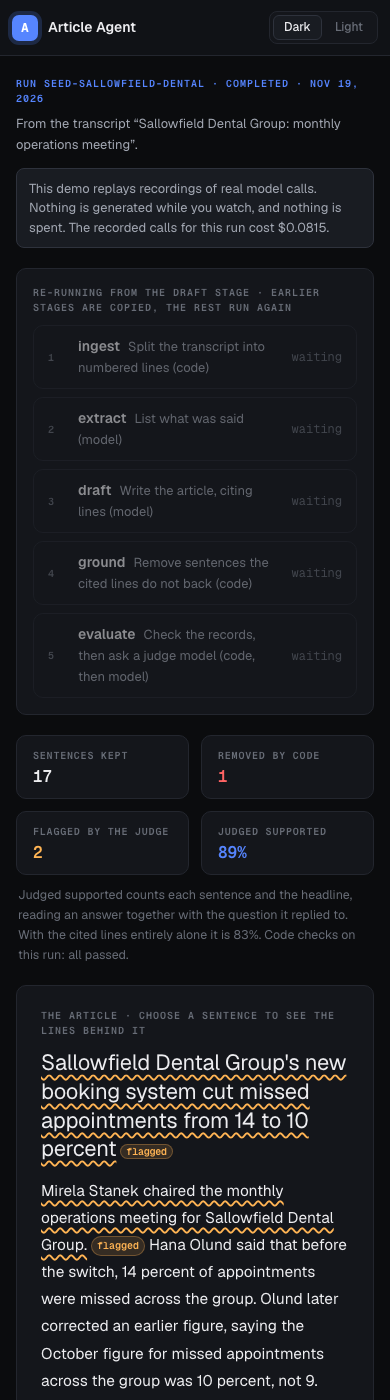 A Article Agent Dark Light
RUN SEED-SALLOWFIELD-DENTAL · COMPLETED · NOV 19,
2026
From the transcript “Sallowfield Dental Group: monthly
operations meeting”.
This demo replays recordings of real model calls.
Nothing is generated while you watch, and nothing is
spent. The recorded calls for this run cost $0.0815.
RE-RUNNING FROM THE DRAFT STAGE · EARLIER
STAGES ARE COPIED, THE REST RUN AGAIN
1 ingest Split the transcript into
numbered lines (code) waiting
2 extract List what was said
(model) waiting
3 draft Write the article, citing
lines (model) waiting
4 ground Remove sentences the
cited lines do not back (code) waiting
5 evaluate Check the records,
then ask a judge model (code,
then model) waiting
SENTENCES KEPT
17
REMOVED BY CODE
1
FLAGGED BY THE JUDGE
2
JUDGED SUPPORTED
89%
Judged supported counts each sentence and the headline,
reading an answer together with the question it replied to.
With the cited lines entirely alone it is 83%. Code checks on
this run: all passed.
THE ARTICLE · CHOOSE A SENTENCE TO SEE THE
LINES BEHIND IT
Sallowfield Dental Group's new
booking system cut missed
appointments from 14 to 10
percent flagged
Mirela Stanek chaired the monthly
operations meeting for Sallowfield Dental
Group. flagged Hana Olund said that before
the switch, 14 percent of appointments
were missed across the group. Olund later
corrected an earlier figure, saying the
October figure for missed appointments
across the group was 10 percent, not 9.